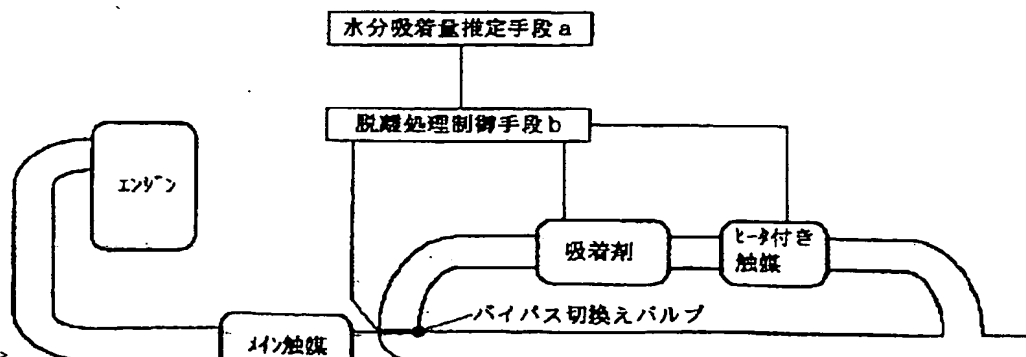 水分吸着量推定手段a
脱離処理制御手段b
エンジン
吸着剤
ヒータ付き
触媒
バイパス切換えバルブ
メイン触媒